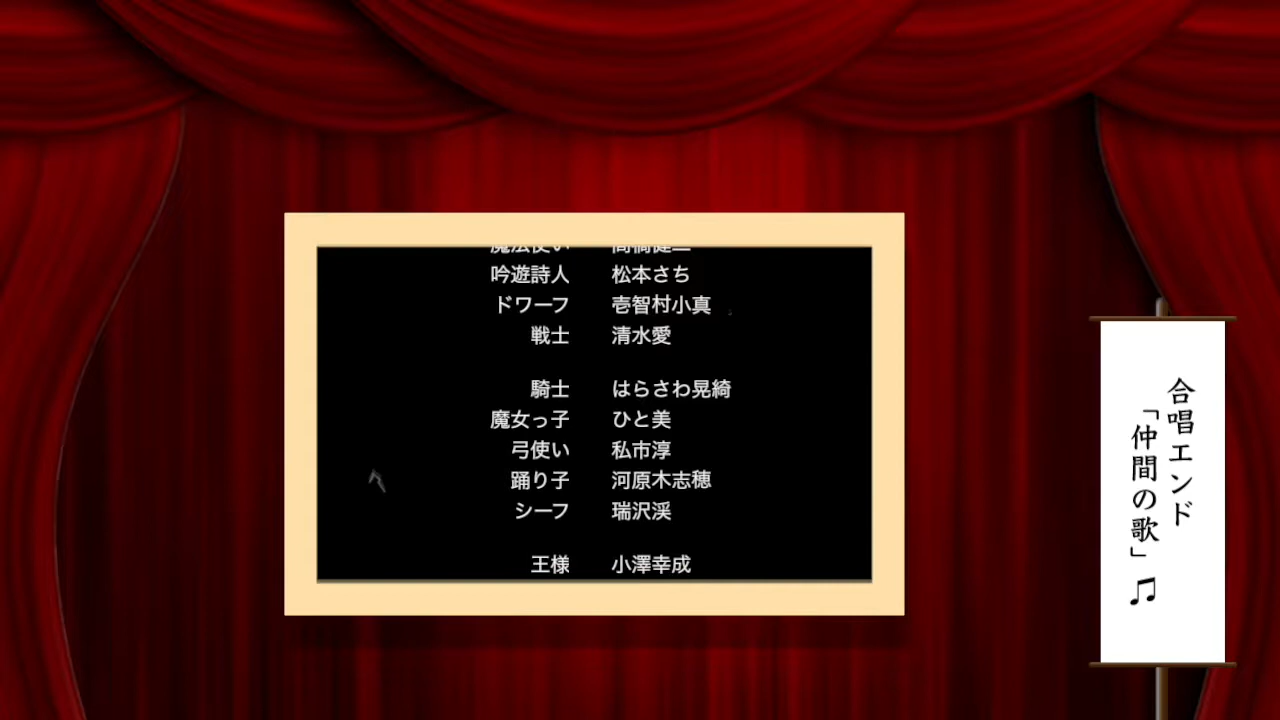 吟遊詩人 松本さち
ドワーフ 壱智村小真
戦士 清水愛
騎士 はらさわ晃綺
魔女っ子 ひと美
弓使い 私市淳
踊り子 河原木志穂
シーフ 瑞沢渓
王様 小澤幸成
合唱エンド
「仲間の歌」♫